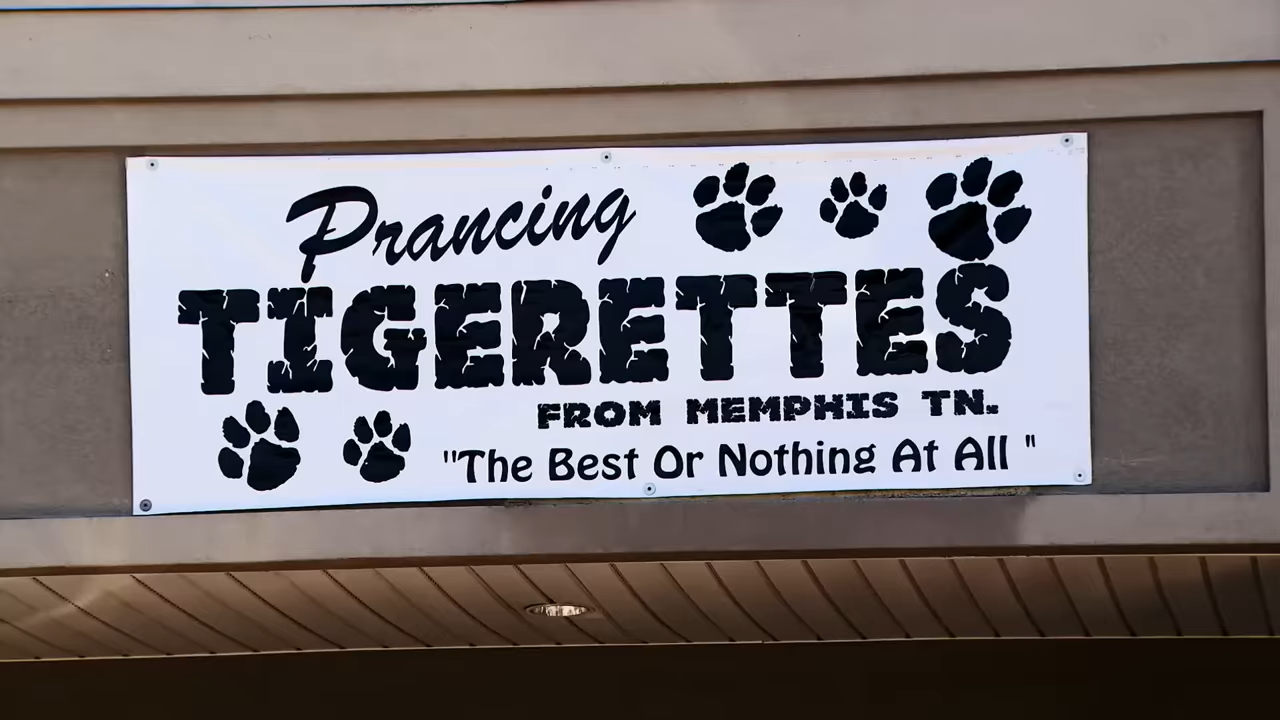 Prancing
TIGERETTES
FROM MEMPHIS TN.
"The Best Or Nothing At All "